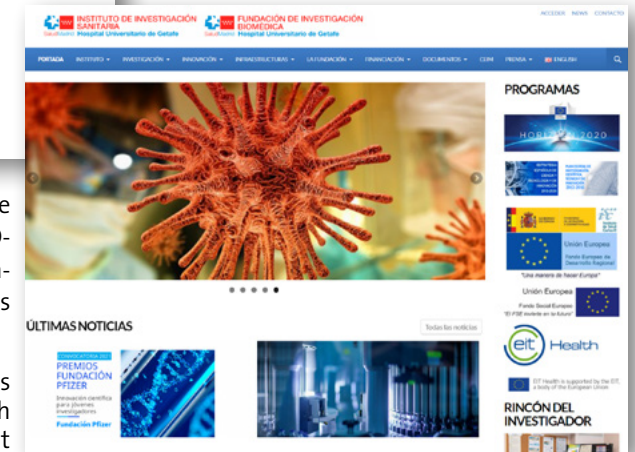 INSTITUTO DE INVESTIGACIÓN
SANITARIA
SaludMadrid Hospital Universitario de Getafe
FUNDACIÓN DE INVESTIGACIÓN
BIOMÉDICA
SaludMadrid Hospital Universitario de Getafe
ACCEDER NEWS CONTACTO
PORTADA INSTITUTO INVESTIGACIÓN INNOVACIÓN INFRAESTRUCTURAS LA FUNDACIÓN FINANCIACIÓN DOCUMENTOS CEIM PRENSA ENGLISH
PROGRAMAS
HORIZON 2020
Unión Europea
Fondo Europeo de
Desarrollo Regional
"Una manera de hacer Europa"
Unión Europea
Fondo Social Europeo
"El FSE invierte en tu futuro"
eit Health
EIT Health is supported by the EIT,
a body of the European Union
RINCÓN DEL
INVESTIGADOR
ÚLTIMAS NOTICIAS
Todas las noticias
CONVOCATORIA 2021
PREMIOS
FUNDACIÓN
PFIZER
Innovación científica
para jóvenes
investigadores
Fundación Pfizer